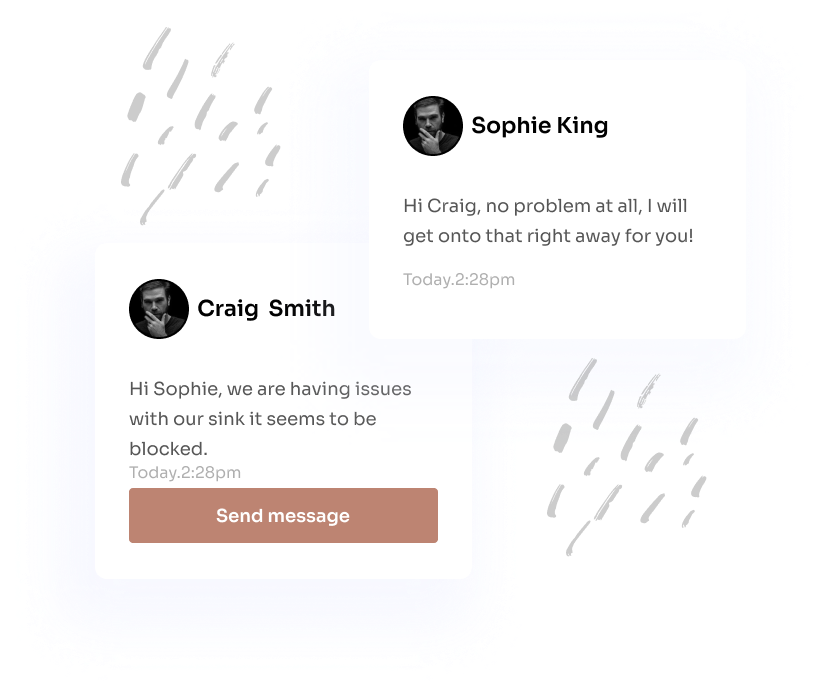 Sophie King
Hi Craig, no problem at all, I will
get onto that right away for you!
Today.2:28pm
Craig Smith
Hi Sophie, we are having issues
with our sink it seems to be
blocked.
Today.2:28pm
Send message